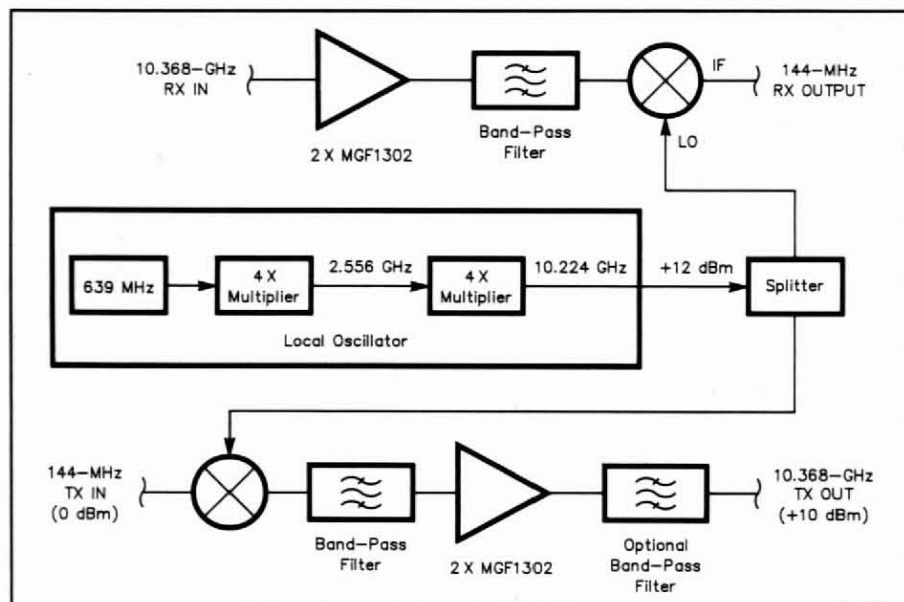 10.368-GHz
RX IN
2 X MGF1302
Band-Pass
Filter
IF
LO
144-MHz
RX OUTPUT
639 MHz
4X
Multiplier
2.556 GHz
4X
Multiplier
10.224 GHz
Local Oscillator
+12 dBm
Splitter
144-MHz
TX IN
(0 dBm)
Band-Pass
Filter
2 X MGF1302
Optional
Band-Pass
Filter
10.368-GHz
TX OUT
(+10 dBm)